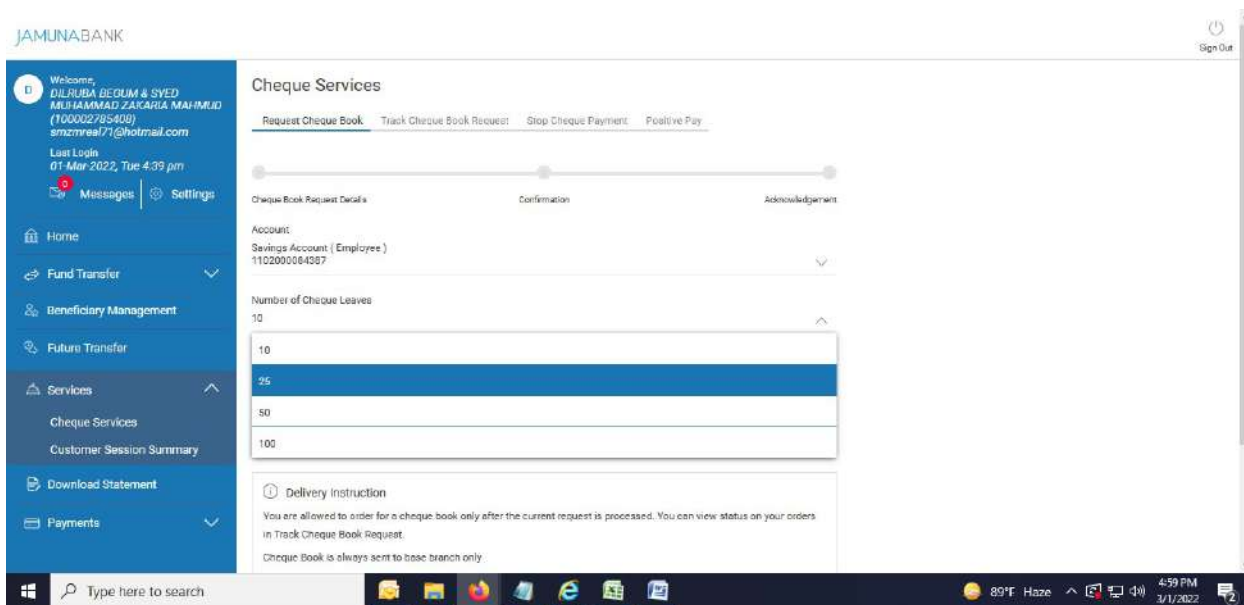 JAMUNABANK
Sign Out
D
Welcome,
DILRUBA BEGUM & SYED
MUHAMMAD ZAKARIA MAHMUD
(100002785408)
smzmreal71@hotmail.com
Last Login
01-Mar-2022, Tue 4:39 pm
0
Messages
Settings
Home
Fund Transfer
Beneficiary Management
Future Transfer
Services
Cheque Services
Customer Session Summary
Download Statement
Payments
Cheque Services
Request Cheque Book Track Cheque Book Request Stop Cheque Payment Positive Pay
Cheque Book Request Details Confirmation Acknowledgement
Account
Savings Account ( Employee )
1102000084387
Number of Cheque Leaves
10
10
25
50
100
Delivery Instruction
You are allowed to order for a cheque book only after the current request is processed. You can view status on your orders
in Track Cheque Book Request.
Cheque Book is always sent to base branch only
Type here to search
89°F Haze
4:59 PM
3/1/2022
2